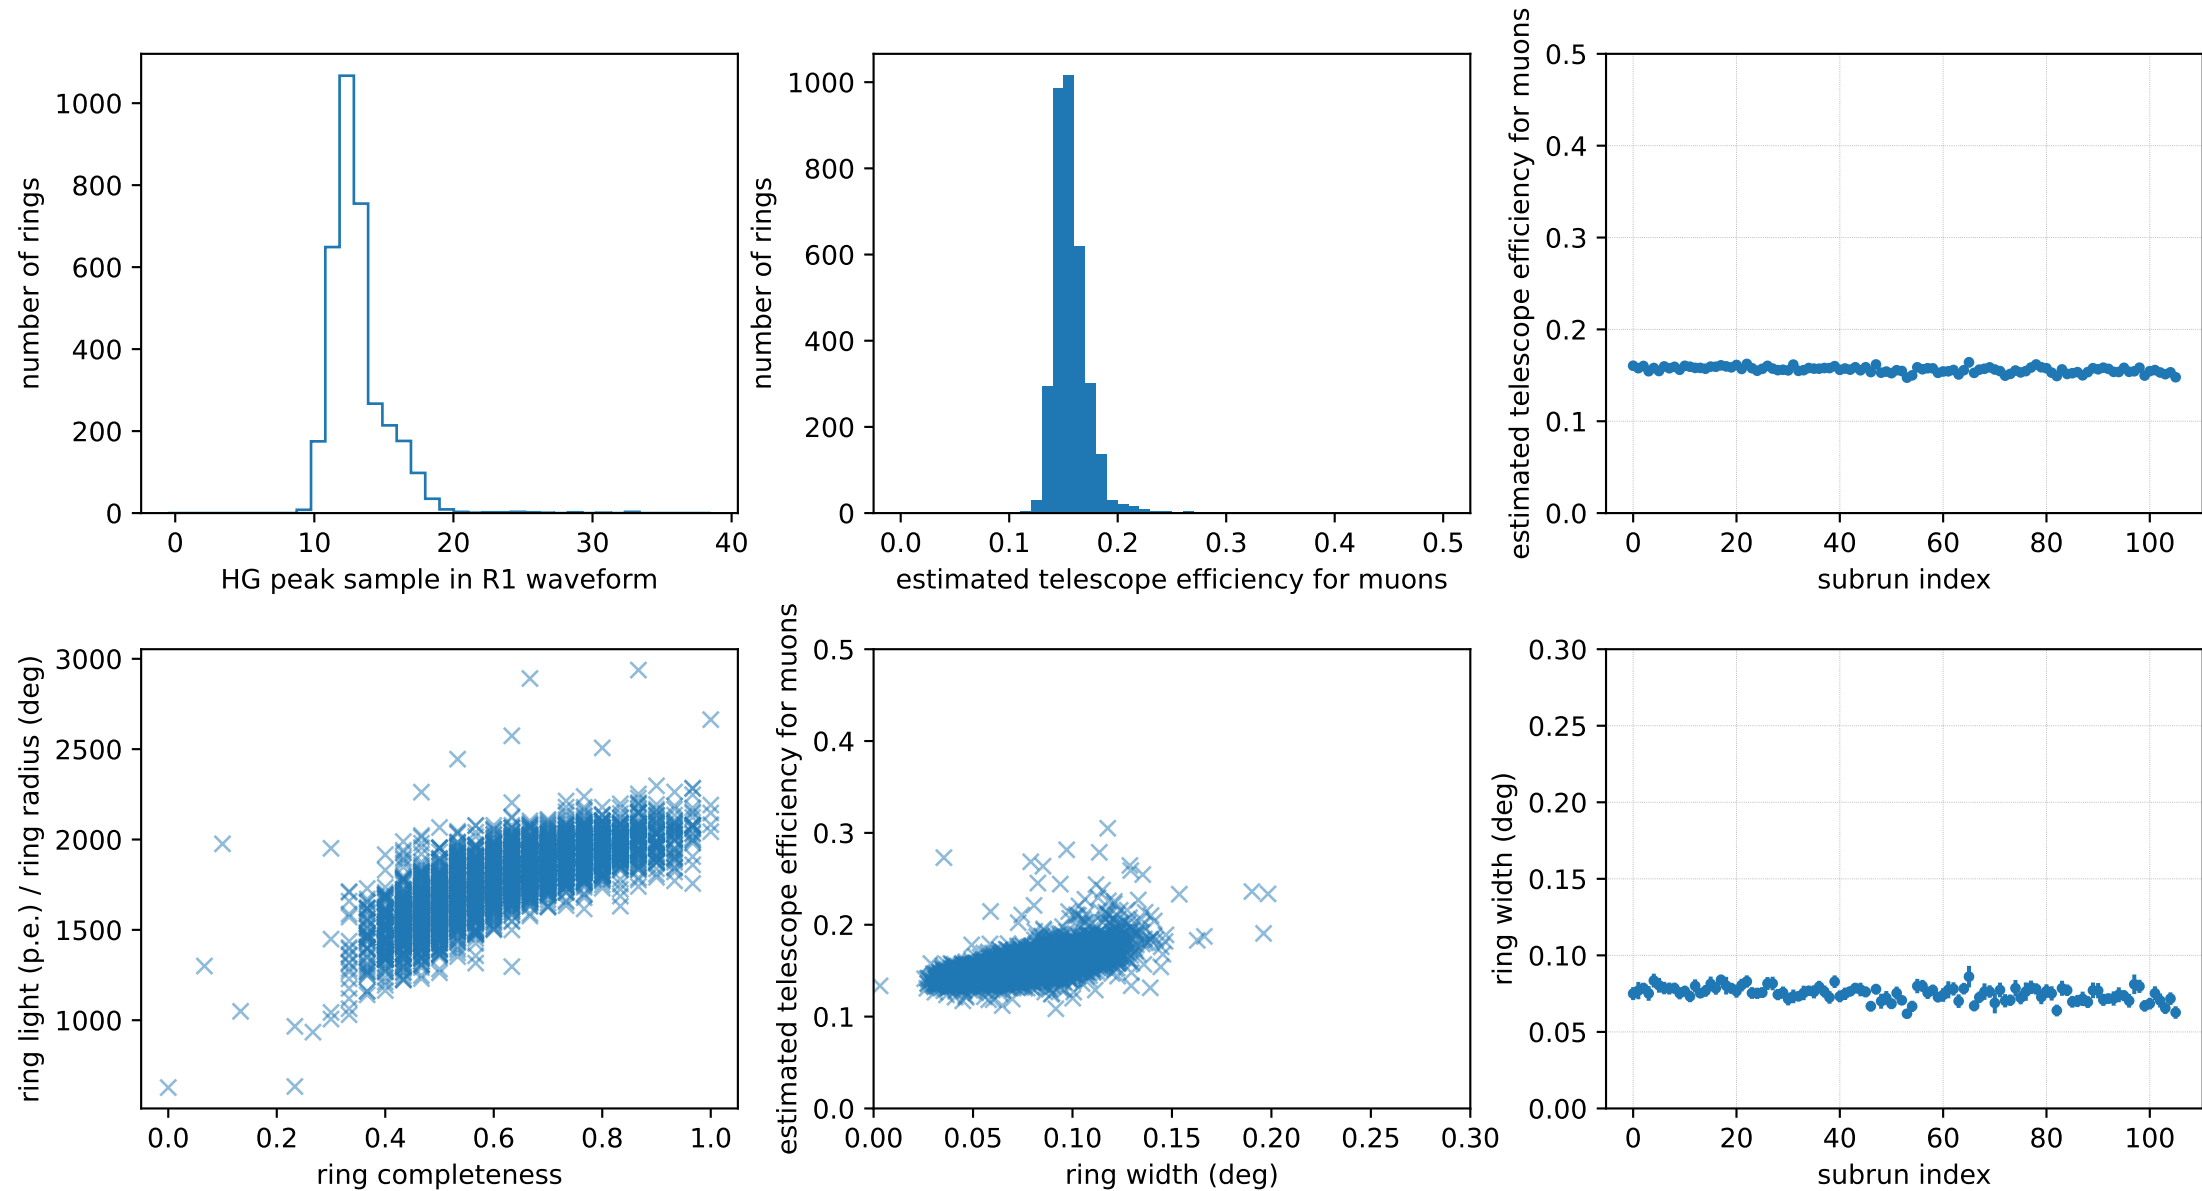 number of rings
1000
800
600
400
200
0
0 10 20 30 40
HG peak sample in R1 waveform
number of rings
1000
800
600
400
200
0
0.0 0.1 0.2 0.3 0.4 0.5
estimated telescope efficiency for muons
estimated telescope efficiency for muons
0.5
0.4
0.3
0.2
0.1
0.0
0 20 40 60 80 100
subrun index
ring light (p.e.) / ring radius (deg)
3000
2500
2000
1500
1000
0.0 0.2 0.4 0.6 0.8 1.0
ring completeness
estimated telescope efficiency for muons
0.5
0.4
0.3
0.2
0.1
0.0
0.00 0.05 0.10 0.15 0.20 0.25 0.30
ring width (deg)
ring width (deg)
0.30
0.25
0.20
0.15
0.10
0.05
0.00
0 20 40 60 80 100
subrun index